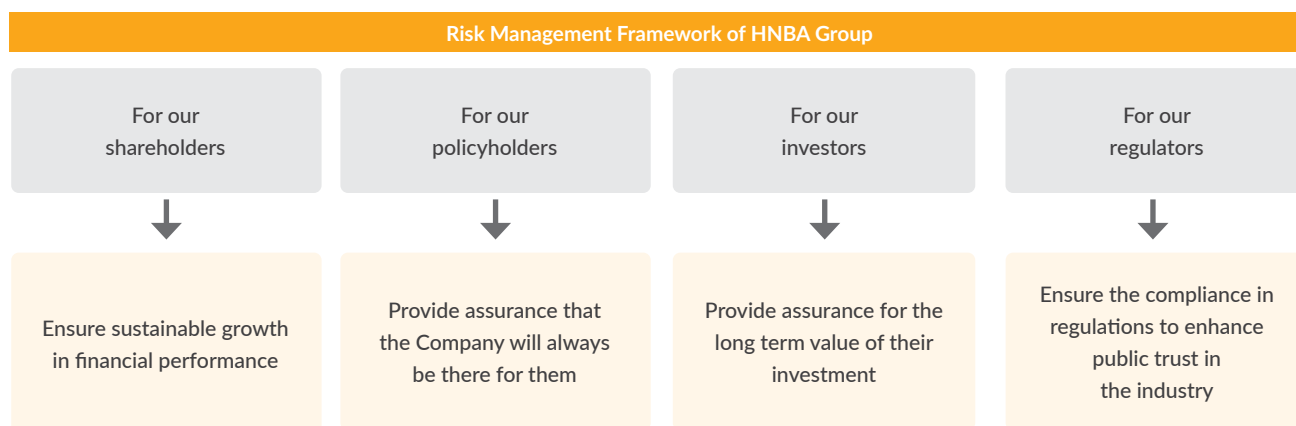 Risk Management Framework of HNBA Group
For our
shareholders
For our
policyholders
For our
investors
For our
regulators
Ensure sustainable growth
in financial performance
Provide assurance that
the Company will always
be there for them
Provide assurance for the
long term value of their
investment
Ensure the compliance in
regulations to enhance
public trust in
the industry